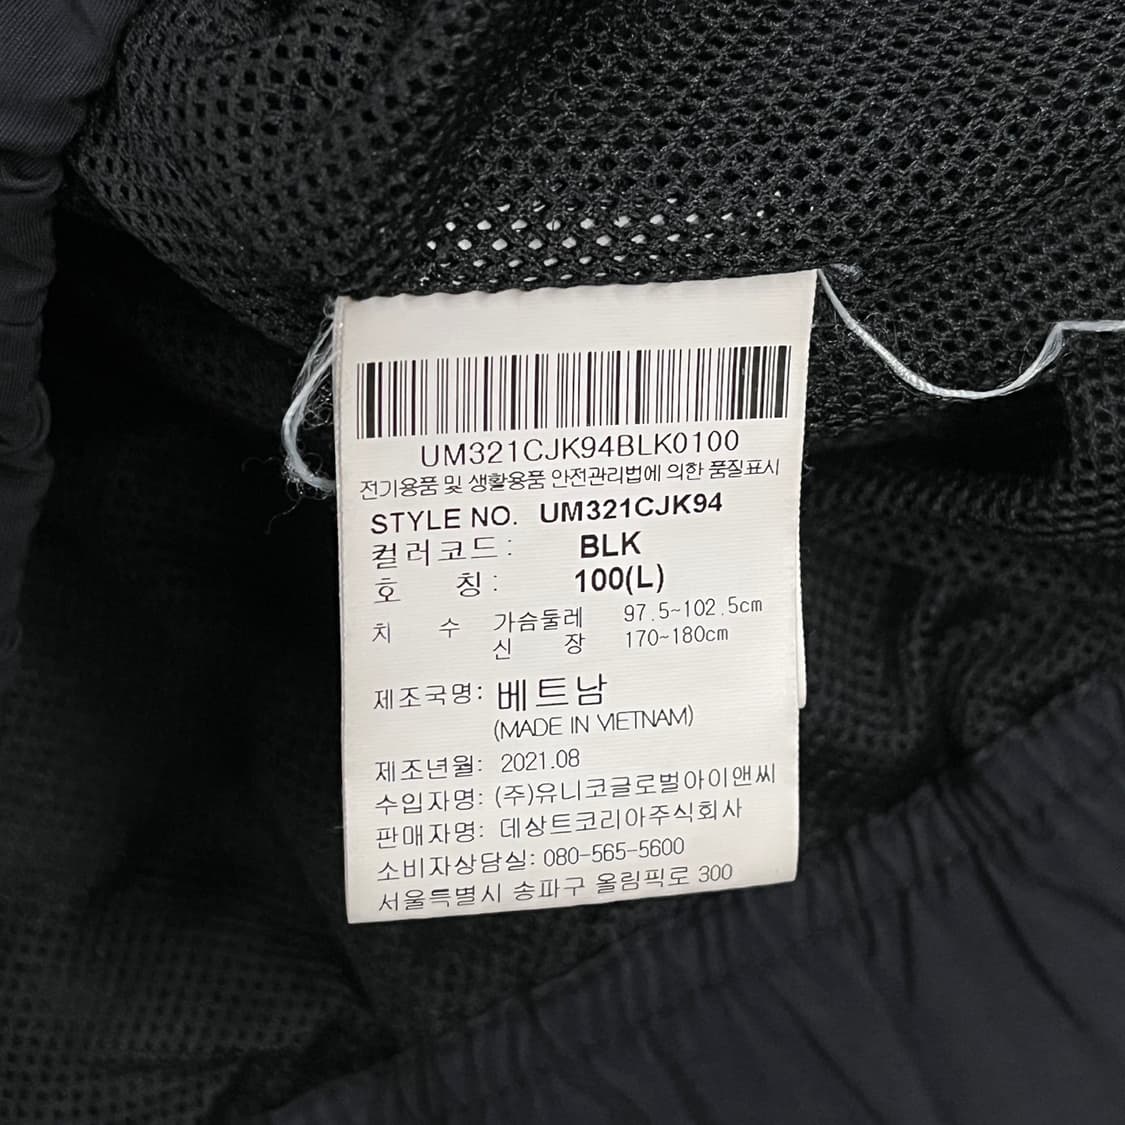 UM321CJK94BLK0100
전기용품 및 생활용품 안전관리법에 의한 품질표시
STYLE NO. UM321CJK94
컬러코드: BLK
호 칭: 100(L)
치 수 가슴둘레 97.5~102.5cm
신 장 170~180cm
제조국명: 베트남
(MADE IN VIETNAM)
제조년월: 2021.08
수입자명: (주)유니코글로벌아이앤씨
판매자명: 데상트코리아주식회사
소비자상담실: 080-565-5600
서울특별시 송파구 올림픽로 300